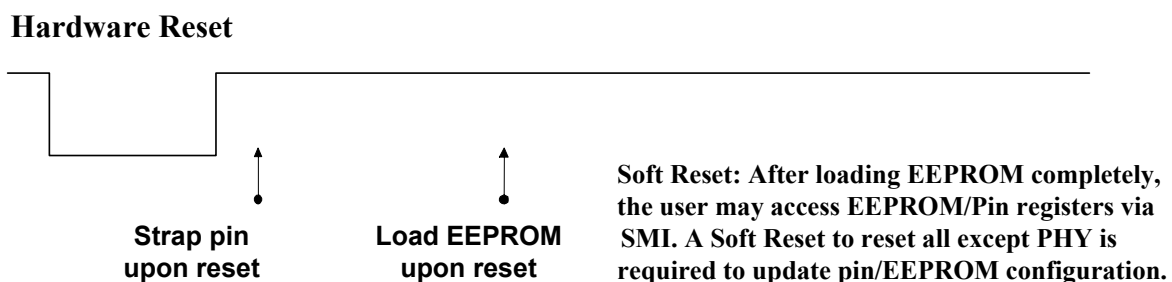 Hardware Reset
Strap pin
upon reset
Load EEPROM
upon reset
Soft Reset: After loading EEPROM completely,
the user may access EEPROM/Pin registers via
SMI. A Soft Reset to reset all except PHY is
required to update pin/EEPROM configuration.